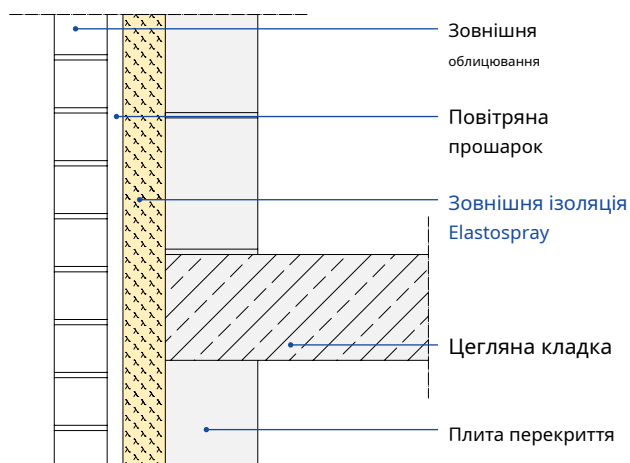 Зовнішня
облицювання
Повітряна
прошарок
Зовнішня ізоляція
Elastospray
Цегляна кладка
Плита перекриття